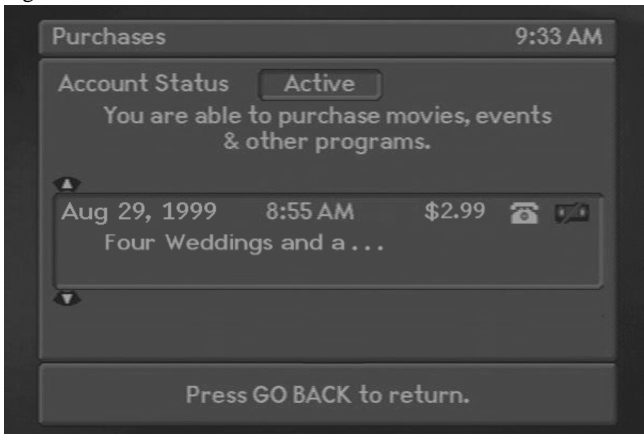 Purchases 9:33 AM
Account Status Active
You are able to purchase movies, events
& other programs.
Aug 29, 1999 8:55 AM $2.99
Four Weddings and a . . .
Press GO BACK to return.